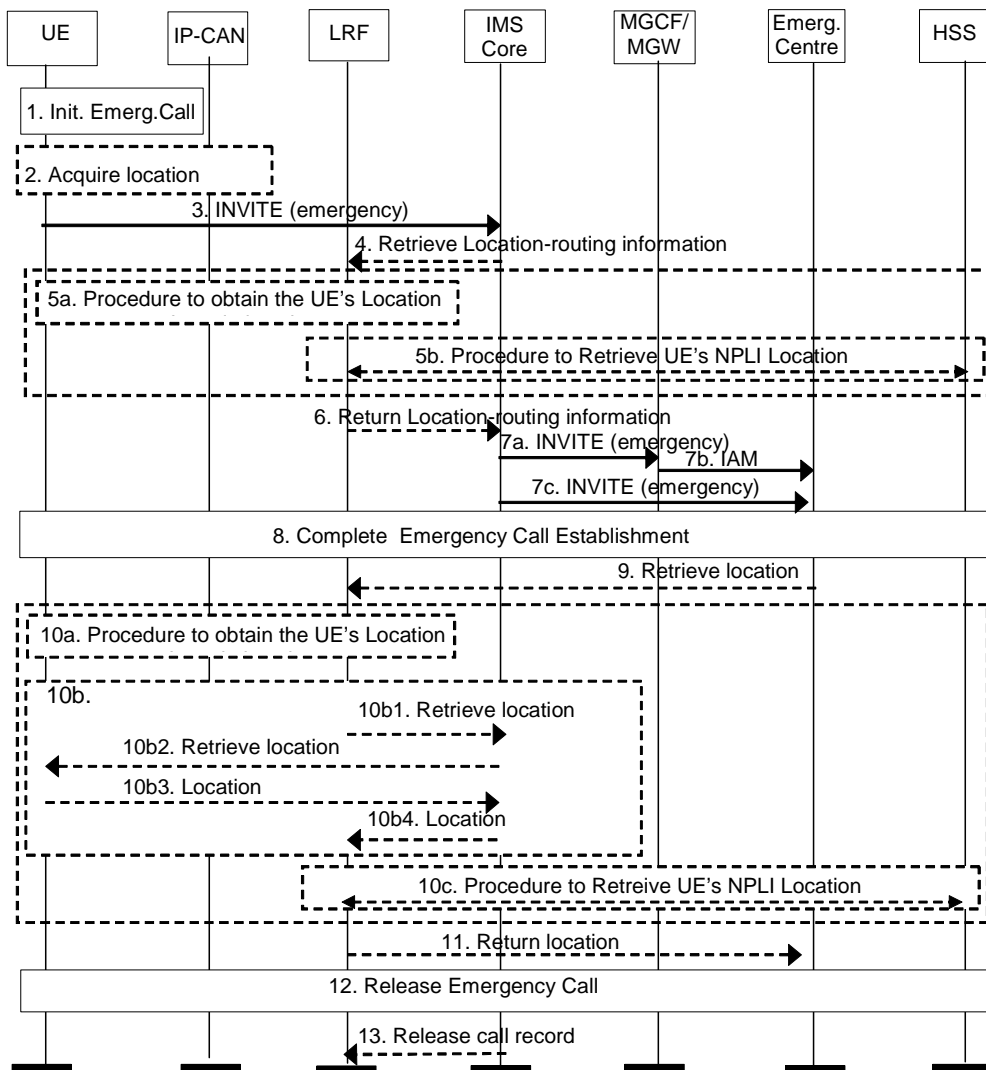 UE
IP-CAN
LRF
IMS
Core
MGCF/
MGW
Emerg.
Centre
HSS
1. Init. Emerg.Call
2. Acquire location
3. INVITE (emergency)
4. Retrieve Location-routing information
5a. Procedure to obtain the UE's Location
5b. Procedure to Retrieve UE's NPLI Location
6. Return Location-routing information
7a. INVITE (emergency)
7b. IAM
7c. INVITE (emergency)
8. Complete Emergency Call Establishment
9. Retrieve location
10a. Procedure to obtain the UE's Location
10b.
10b1. Retrieve location
10b2. Retrieve location
10b3. Location
10b4. Location
10c. Procedure to Retreive UE's NPLI Location
11. Return location
12. Release Emergency Call
13. Release call record